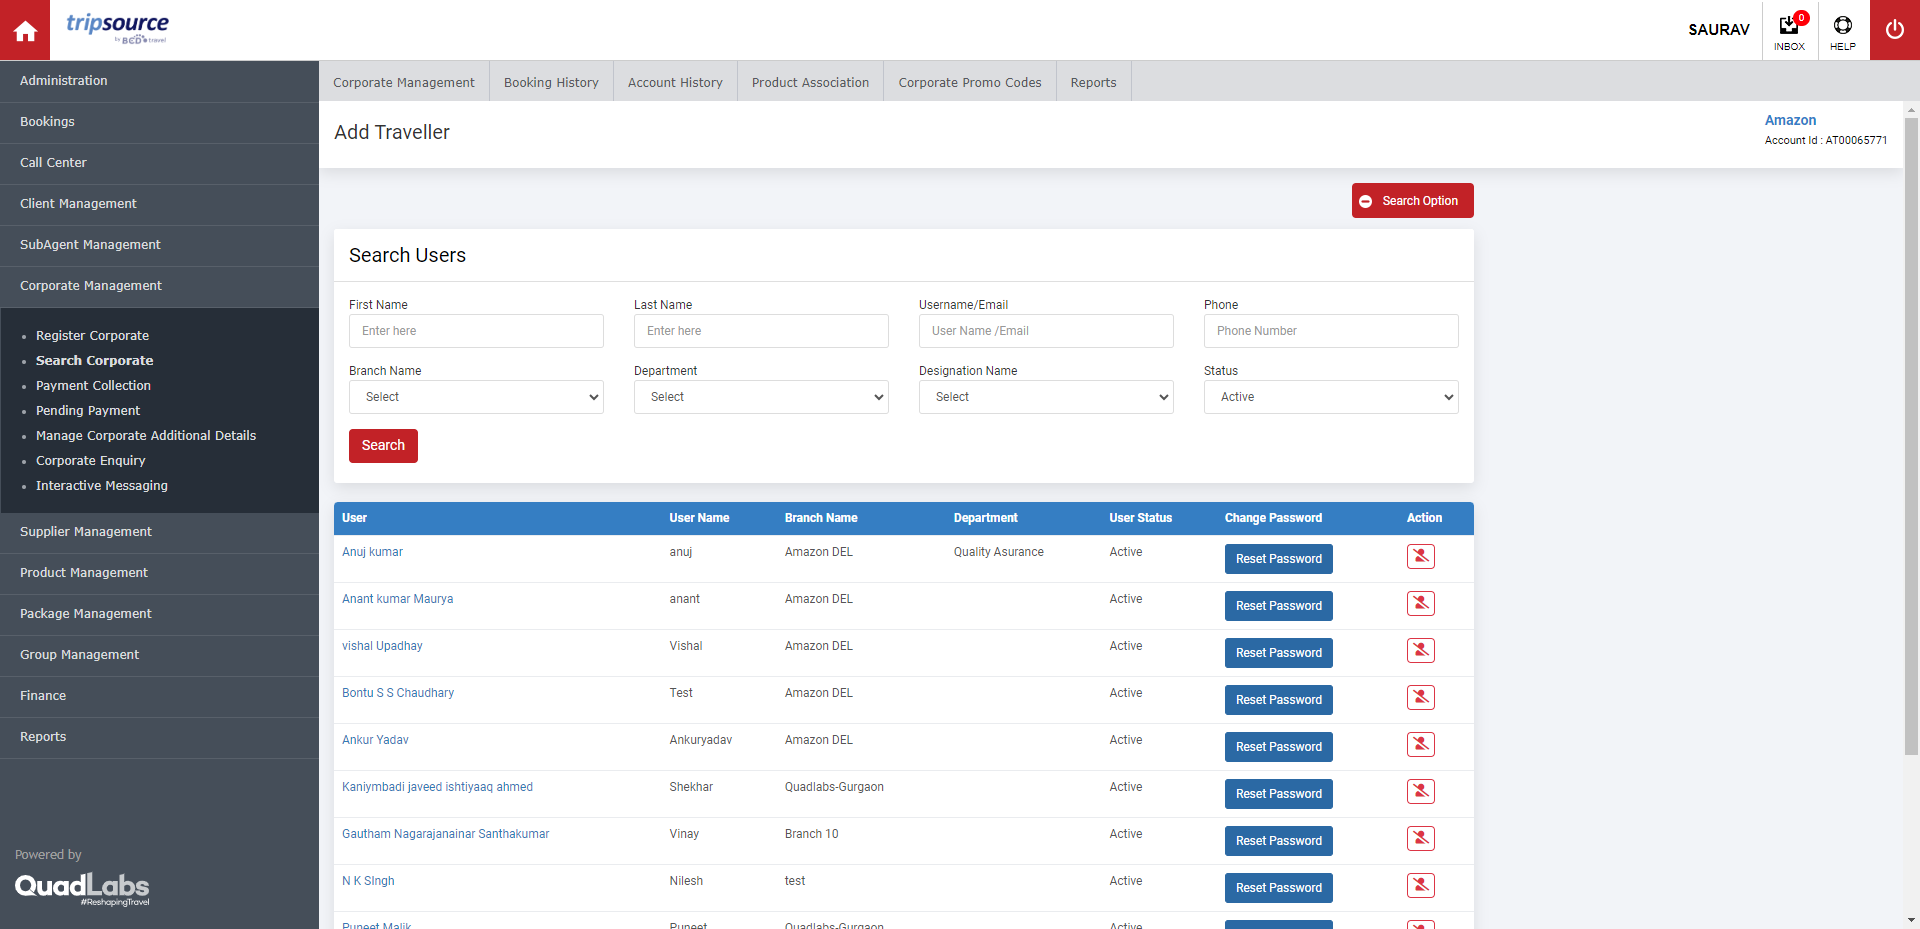 tripsource
by BCD travel
SAURAV
0
INBOX
HELP
Administration
Bookings
Call Center
Client Management
SubAgent Management
Corporate Management
Register Corporate
Search Corporate
Payment Collection
Pending Payment
Manage Corporate Additional Details
Corporate Enquiry
Interactive Messaging
Supplier Management
Product Management
Package Management
Group Management
Finance
Reports
Powered by
QuadLabs
#ReshapingTravel
Corporate Management Booking History Account History Product Association Corporate Promo Codes Reports
Add Traveller
Amazon
Account Id : AT00065771
Search Option
Search Users
First Name Last Name Username/Email Phone
Enter here Enter here User Name /Email Phone Number
Branch Name Department Designation Name Status
Select Select Select Active
Search
User User Name Branch Name Department User Status Change Password Action
Anuj kumar anuj Amazon DEL Quality Asurance Active Reset Password
Anant kumar Maurya anant Amazon DEL Active Reset Password
vishal Upadhay Vishal Amazon DEL Active Reset Password
Bontu S S Chaudhary Test Amazon DEL Active Reset Password
Ankur Yadav Ankuryadav Amazon DEL Active Reset Password
Kaniymbadi javeed ishtiyaaq ahmed Shekhar Quadlabs-Gurgaon Active Reset Password
Gautham Nagarajanainar Santhakumar Vinay Branch 10 Active Reset Password
N K SIngh Nilesh test Active Reset Password
Puneet Malik Puneet Quadlabs-Gurgaon Active